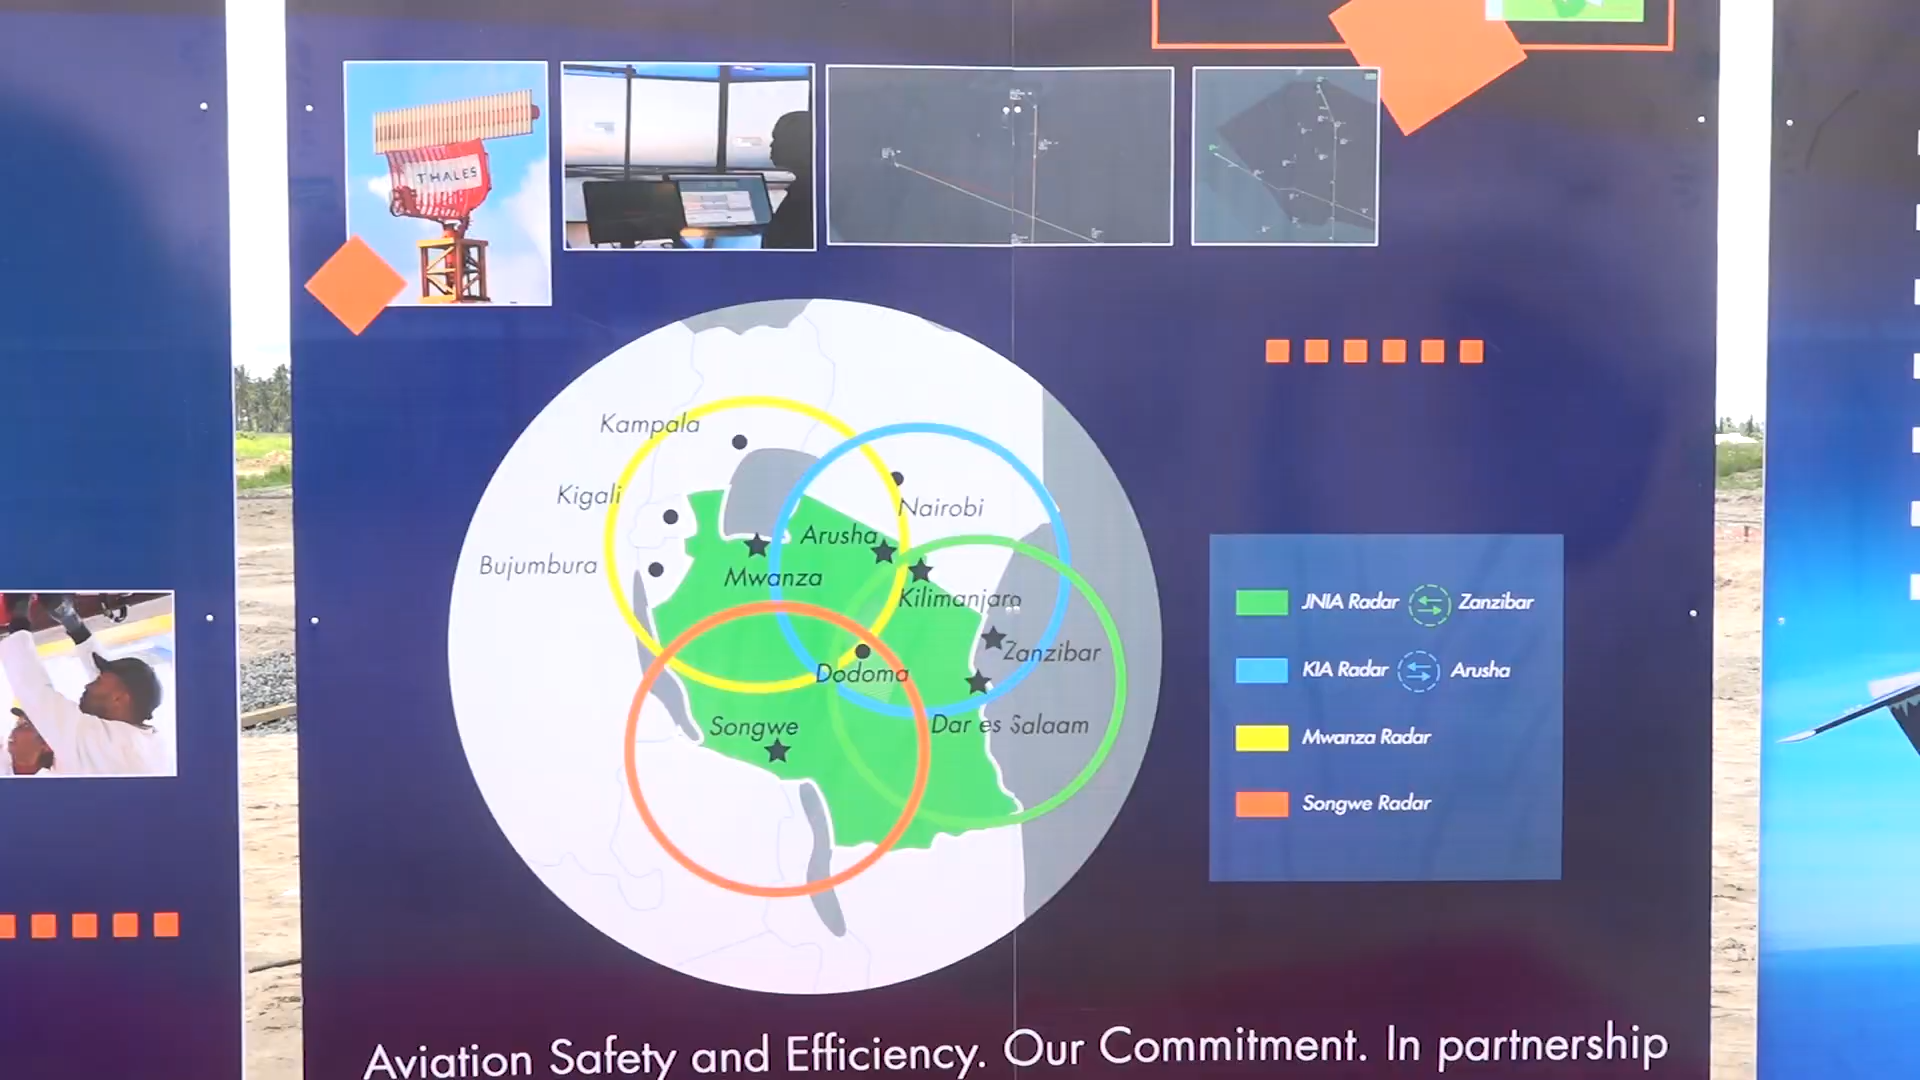 THALES
Kampala
Kigali
Nairobi
Arusha
Bujumbura
Mwanza
Kilimanjaro
Zanzibar
Dodoma
Songwe
Dar es Salaam
JNIA Radar Zanzibar
KIA Radar Arusha
Mwanza Radar
Songwe Radar
Aviation Safety and Efficiency. Our Commitment. In partnership